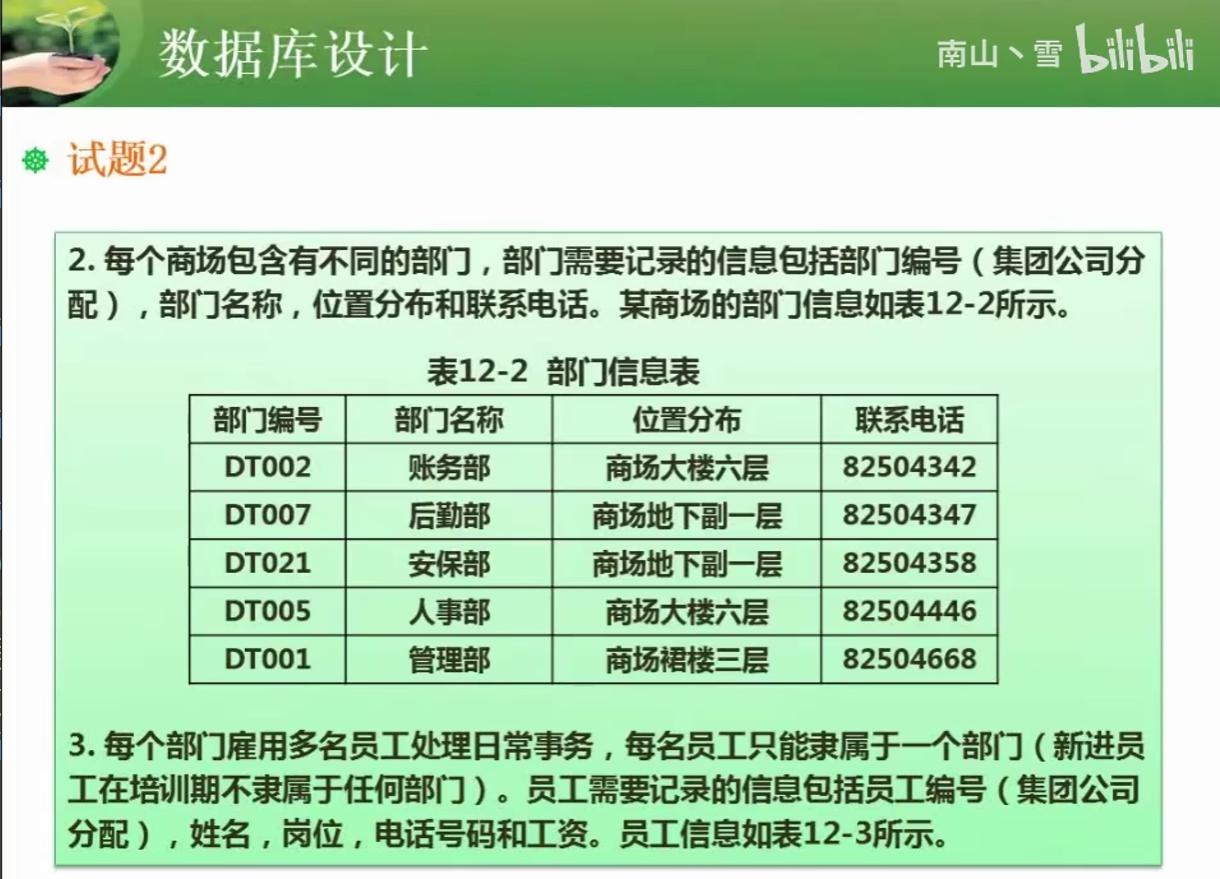 数据库设计
南山丶雪 bilibili
试题2
2. 每个商场包含有不同的部门，部门需要记录的信息包括部门编号（集团公司分
配），部门名称，位置分布和联系电话。某商场的部门信息如表12-2所示。
表12-2 部门信息表
部门编号 部门名称 位置分布 联系电话
DT002 账务部 商场大楼六层 82504342
DT007 后勤部 商场地下副一层 82504347
DT021 安保部 商场地下副一层 82504358
DT005 人事部 商场大楼六层 82504446
DT001 管理部 商场裙楼三层 82504668
3. 每个部门雇用多名员工处理日常事务，每名员工只能隶属于一个部门（新进员
工在培训期不隶属于任何部门）。员工需要记录的信息包括员工编号（集团公司
分配），姓名，岗位，电话号码和工资。员工信息如表12-3所示。